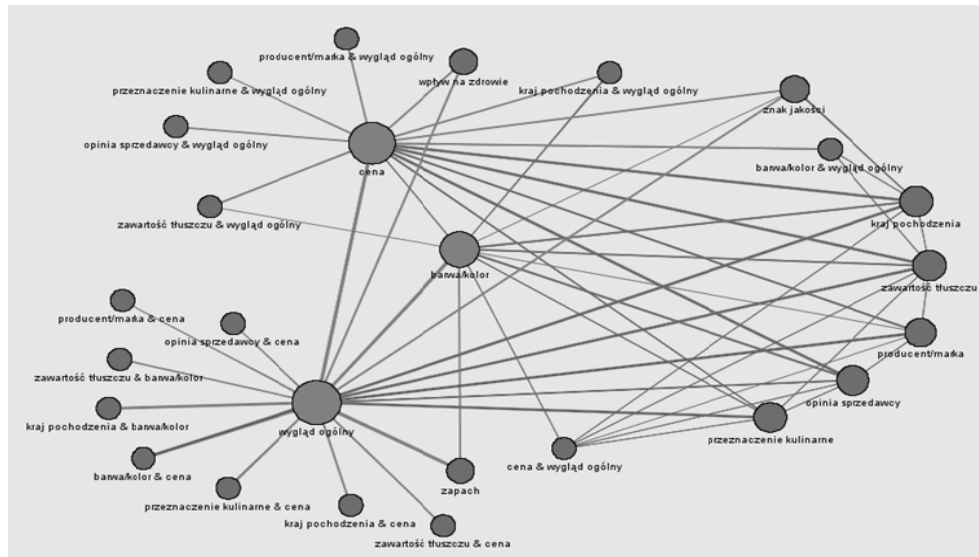 producent/marka & wygląd ogólny
wpływ na zdrowie
przeznaczenie kulinarne & wygląd ogólny
kraj pochodzenia & wygląd ogólny
znak jakości
opinia sprzedawcy & wygląd ogólny
cena
barwa/kolor & wygląd ogólny
zawartość tłuszczu & wygląd ogólny
kraj pochodzenia
barwa/kolor
zawartość tłuszczu
producent/marka & cena
opinia sprzedawcy & cena
producent/marka
zawartość tłuszczu & barwa/kolor
opinia sprzedawcy
kraj pochodzenia & barwa/kolor
wygląd ogólny
przeznaczenie kulinarne
cena & wygląd ogólny
barwa/kolor & cena
zapach
przeznaczenie kulinarne & cena
kraj pochodzenia & cena
zawartość tłuszczu & cena